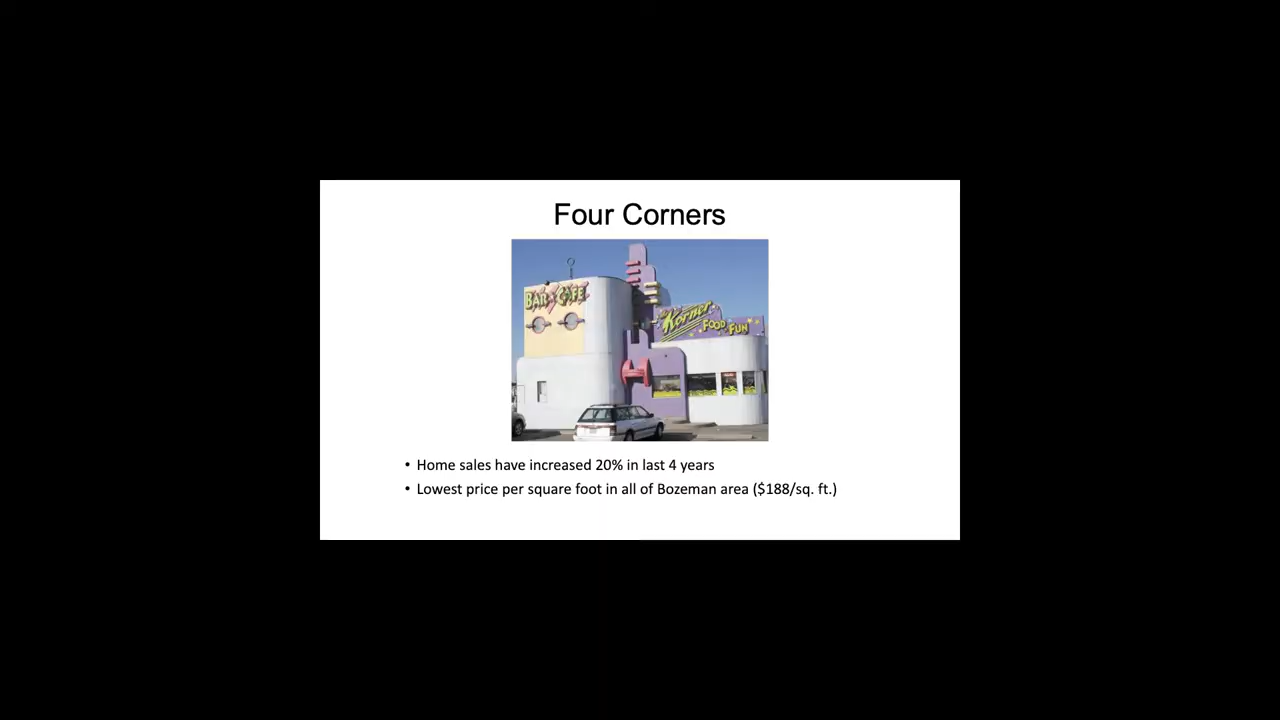 Four Corners
BAR & CAFE
Korner
FOOD FUN
• Home sales have increased 20% in last 4 years
• Lowest price per square foot in all of Bozeman area ($188/sq. ft.)